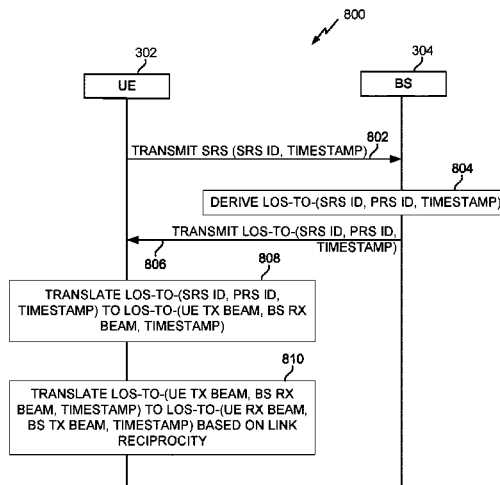 800
302
304
UE
BS
802
TRANSMIT SRS (SRS ID, TIMESTAMP)
804
DERIVE LOS-TO-(SRS ID, PRS ID, TIMESTAMP)
TRANSMIT LOS-TO-(SRS ID, PRS ID,
TIMESTAMP)
806
808
TRANSLATE LOS-TO-(SRS ID, PRS ID,
TIMESTAMP) TO LOS-TO-(UE TX BEAM, BS RX
BEAM, TIMESTAMP)
810
TRANSLATE LOS-TO-(UE TX BEAM, BS RX
BEAM, TIMESTAMP) TO LOS-TO-(UE RX BEAM,
BS TX BEAM, TIMESTAMP) BASED ON LINK
RECIPROCITY